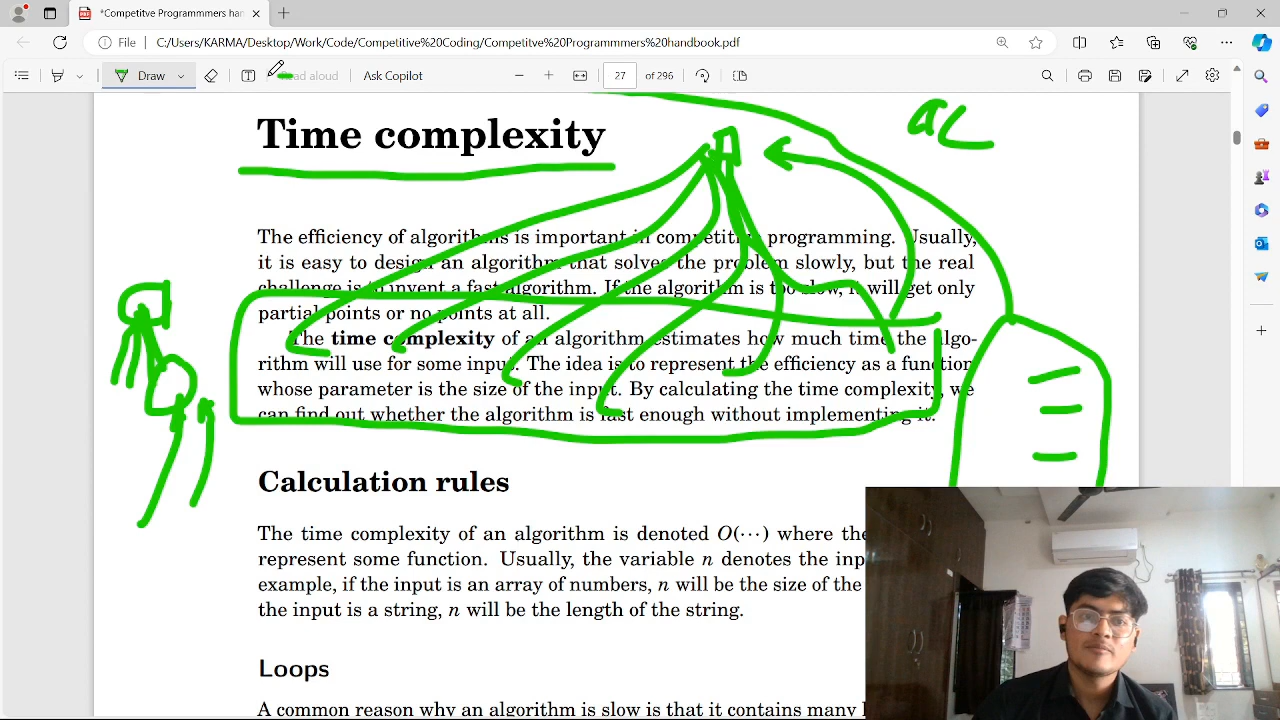 *Competitve Programmmers han
File
C:/Users/KARMA/Desktop/Work/Code/Competitive%20Coding/Competitve%20Programmmers%20handbook.pdf
Draw
Read aloud
Ask Copilot
27
of 296
Time complexity
ac
The efficiency of algorithms is important in competitive programming. Usually,
it is easy to design an algorithm that solves the problem slowly, but the real
challenge is to invent a fast algorithm. If the algorithm is too slow, it will get only
partial points or no points at all.
The time complexity of an algorithm estimates how much time the algo-
rithm will use for some input. The idea is to represent the efficiency as a function
whose parameter is the size of the input. By calculating the time complexity, we
can find out whether the algorithm is fast enough without implementing it.
Calculation rules
The time complexity of an algorithm is denoted O(···) where the
represent some function. Usually, the variable n denotes the inp
example, if the input is an array of numbers, n will be the size of the
the input is a string, n will be the length of the string.
Loops
A common reason why an algorithm is slow is that it contains many l